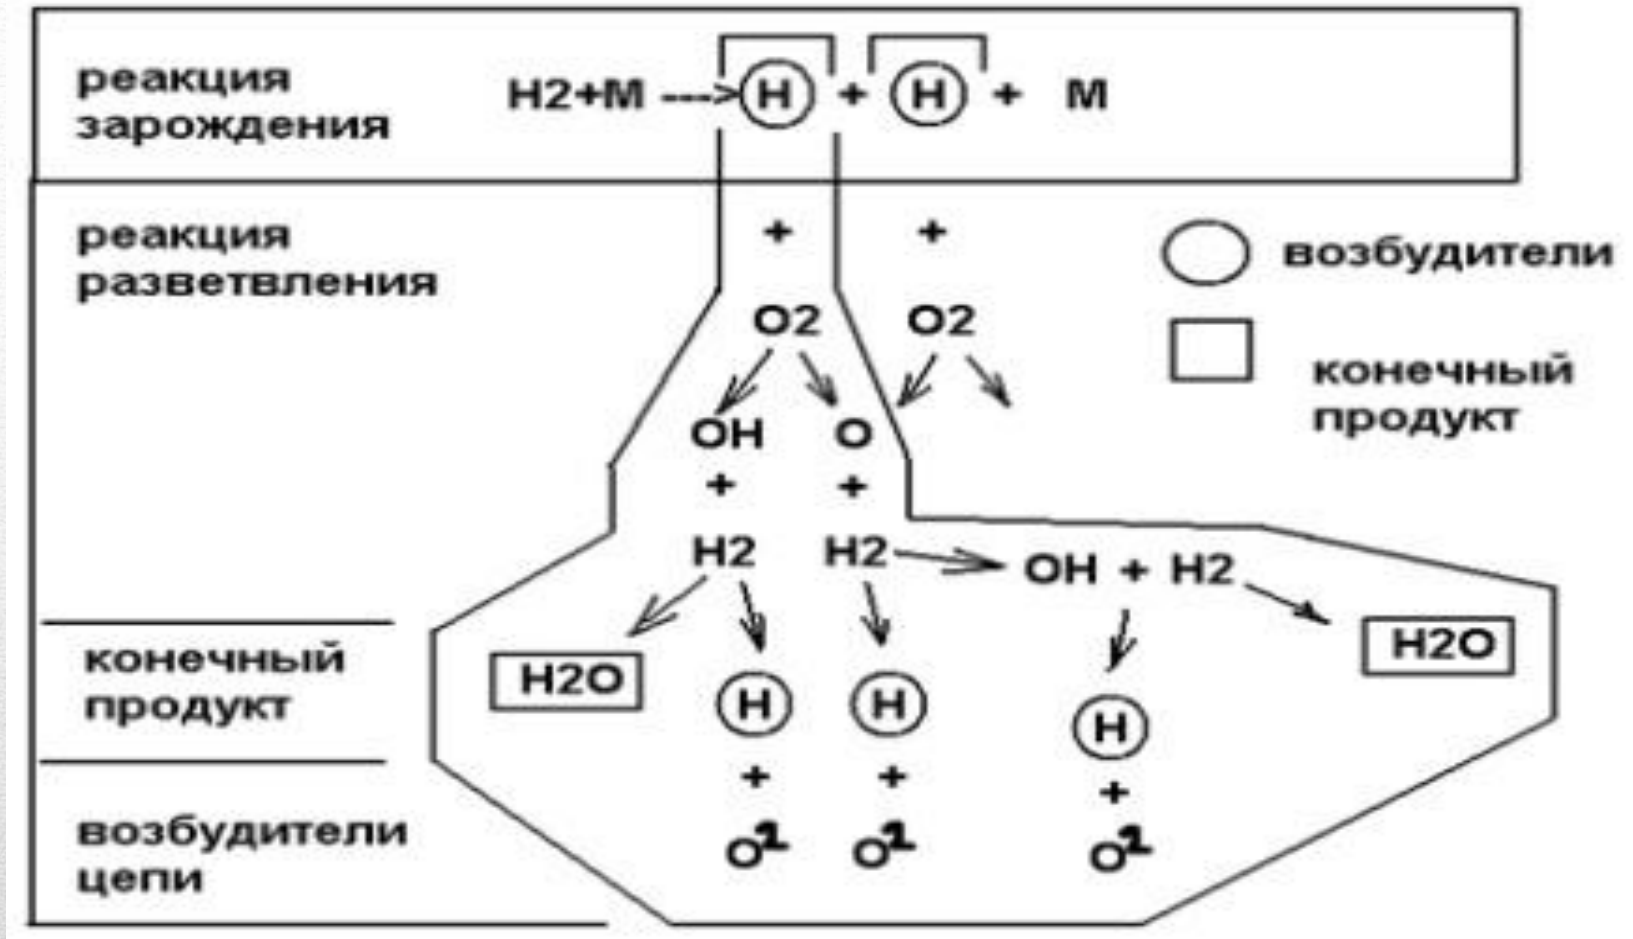 реакция
зарождения
H2+M --->H + H + M
реакция
разветвления
+ +
возбудители
O2 O2
конечный
продукт
OH O
+ +
H2 H2 OH + H2
конечный
продукт
H2O H H H H2O
+ + +
возбудители
цепи
O2 O2 O2